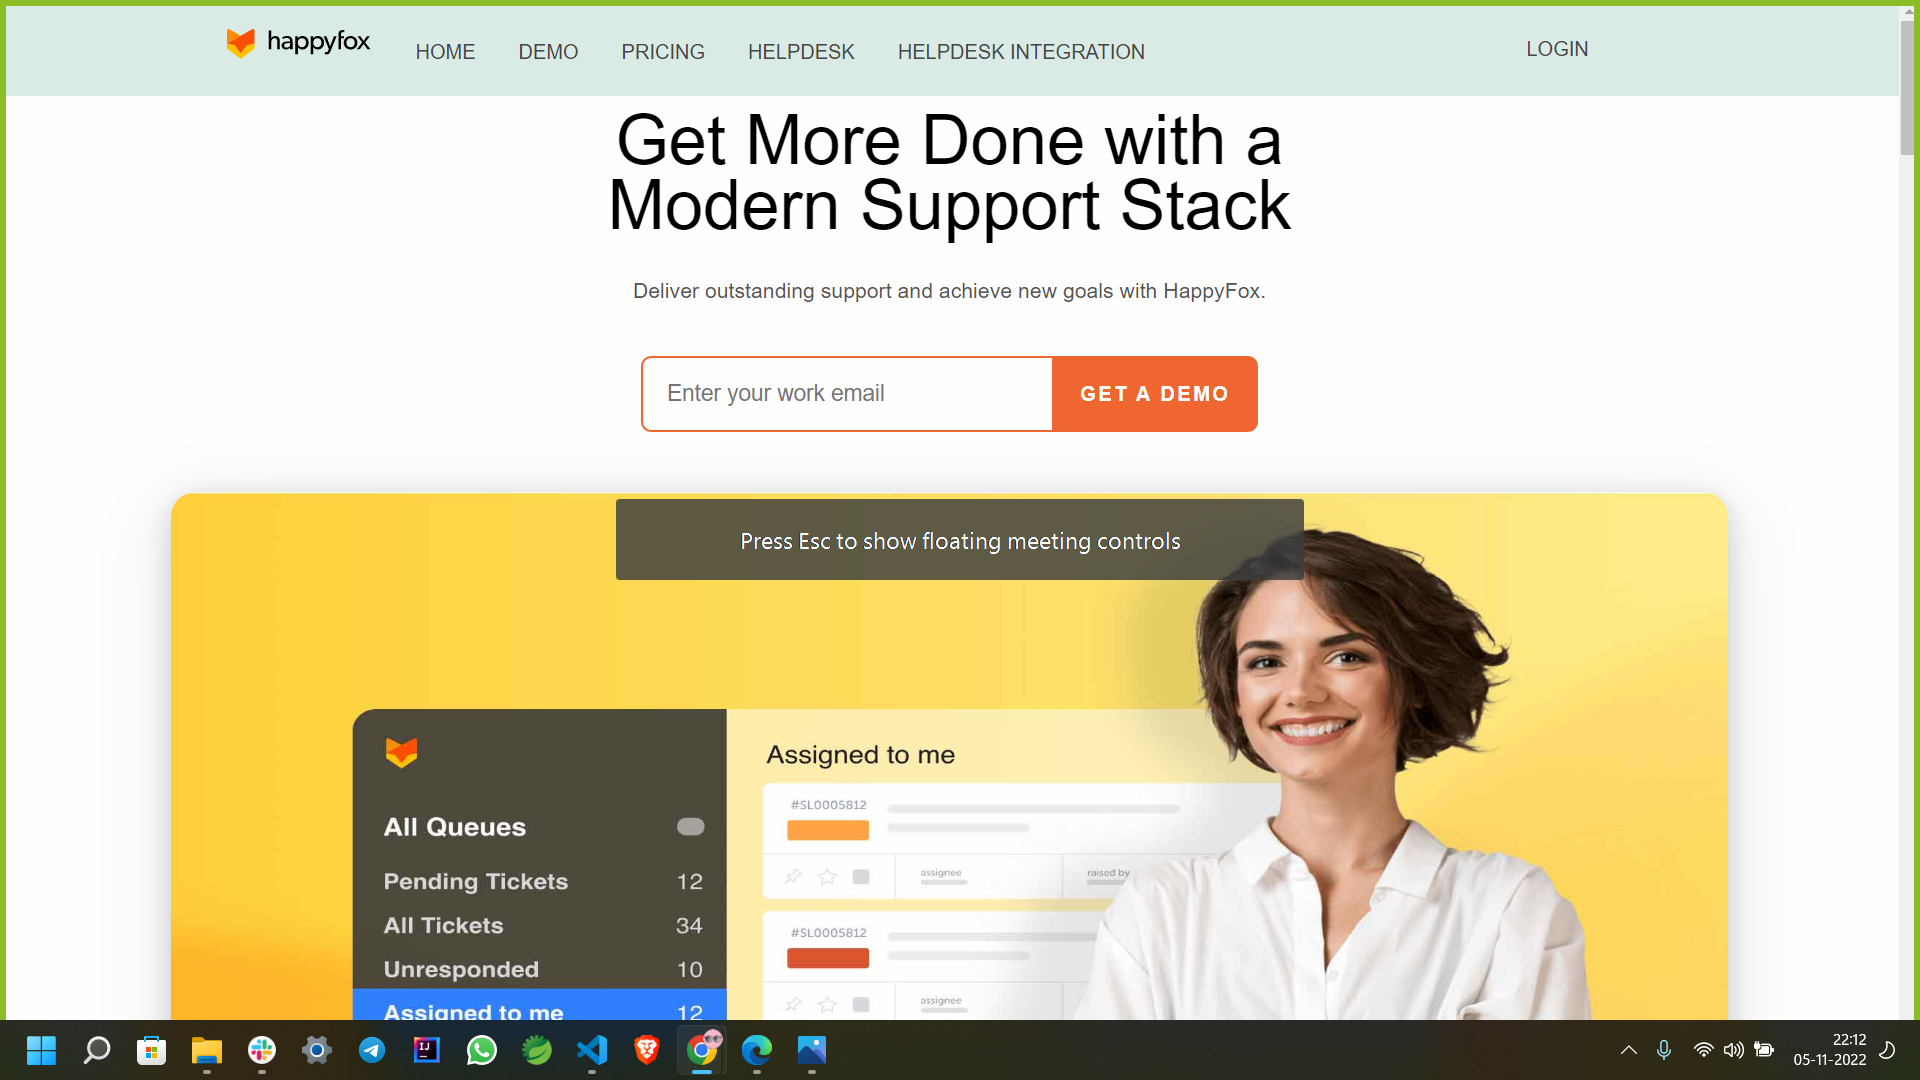 happyfox
HOME DEMO PRICING HELPDESK HELPDESK INTEGRATION LOGIN
Get More Done with a
Modern Support Stack
Deliver outstanding support and achieve new goals with HappyFox.
Enter your work email GET A DEMO
Press Esc to show floating meeting controls
All Queues
Pending Tickets 12
All Tickets 34
Unresponded 10
Assigned to me 12
Assigned to me
#SL0005812
assignee raised by
#SL0005812
assignee
22:12
05-11-2022